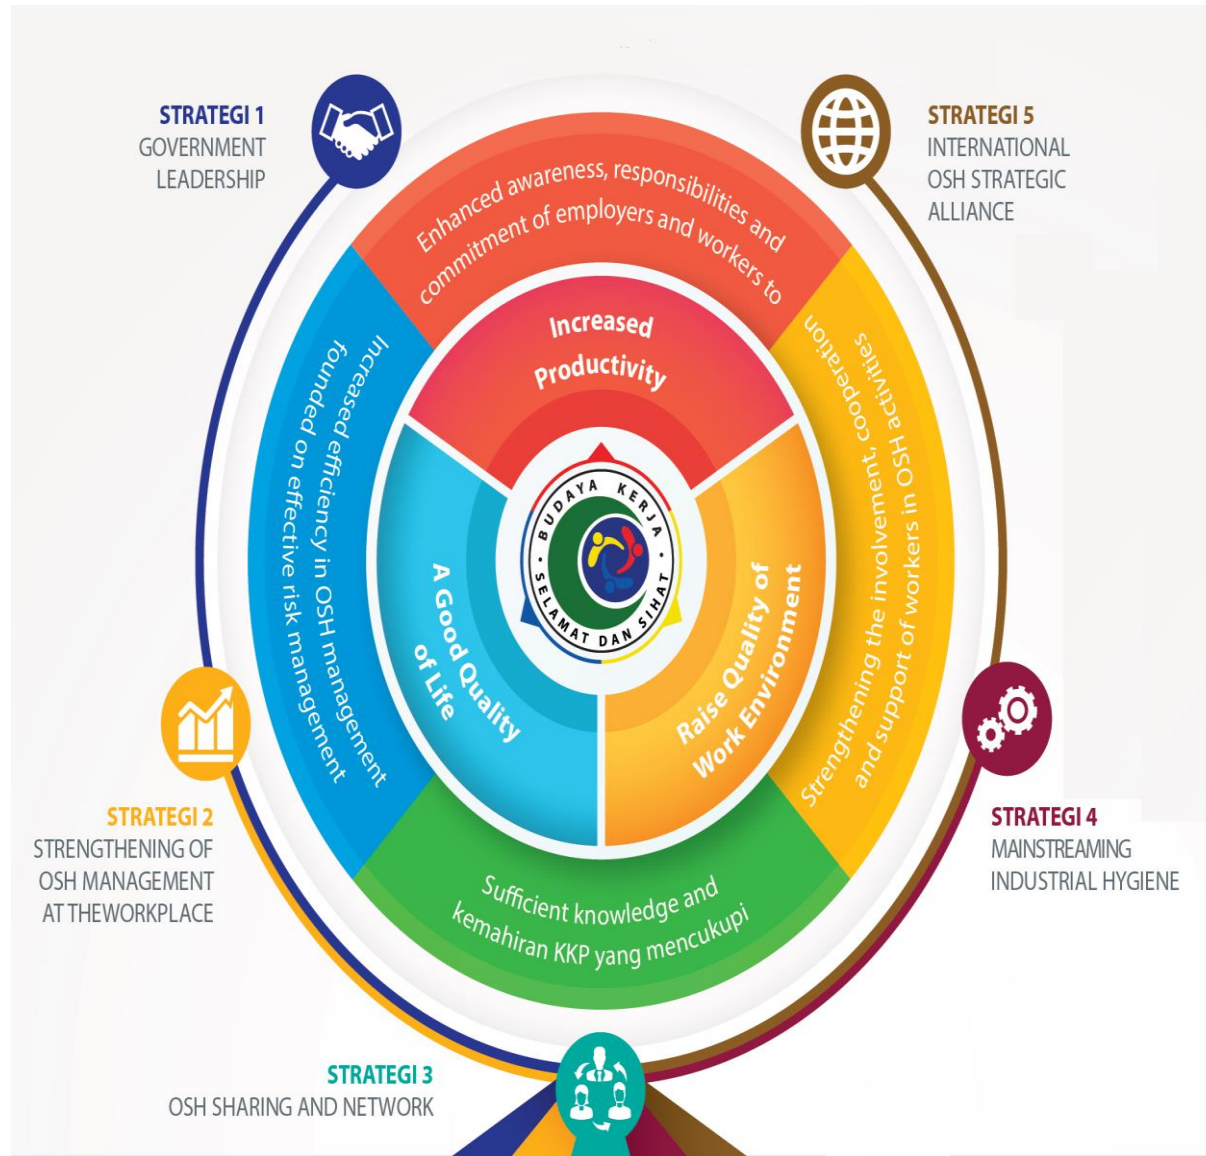 STRATEGI 1
GOVERNMENT
LEADERSHIP
STRATEGI 5
INTERNATIONAL
OSH STRATEGIC
ALLIANCE
Enhanced awareness, responsibilities and
commitment of employers and workers to
Increased efficiency in OSH management
founded on effective risk management
Strengthening the involvement, cooperation
and support of workers in OSH activities
Increased
Productivity
A Good Quality
of Life
Raise Quality of
Work Environment
BUDAYA KERJA
SELAMAT DAN SIHAT
Sufficient knowledge and
kemahiran KKP yang mencukupi
STRATEGI 2
STRENGTHENING OF
OSH MANAGEMENT
AT THEWORKPLACE
STRATEGI 4
MAINSTREAMING
INDUSTRIAL HYGIENE
STRATEGI 3
OSH SHARING AND NETWORK